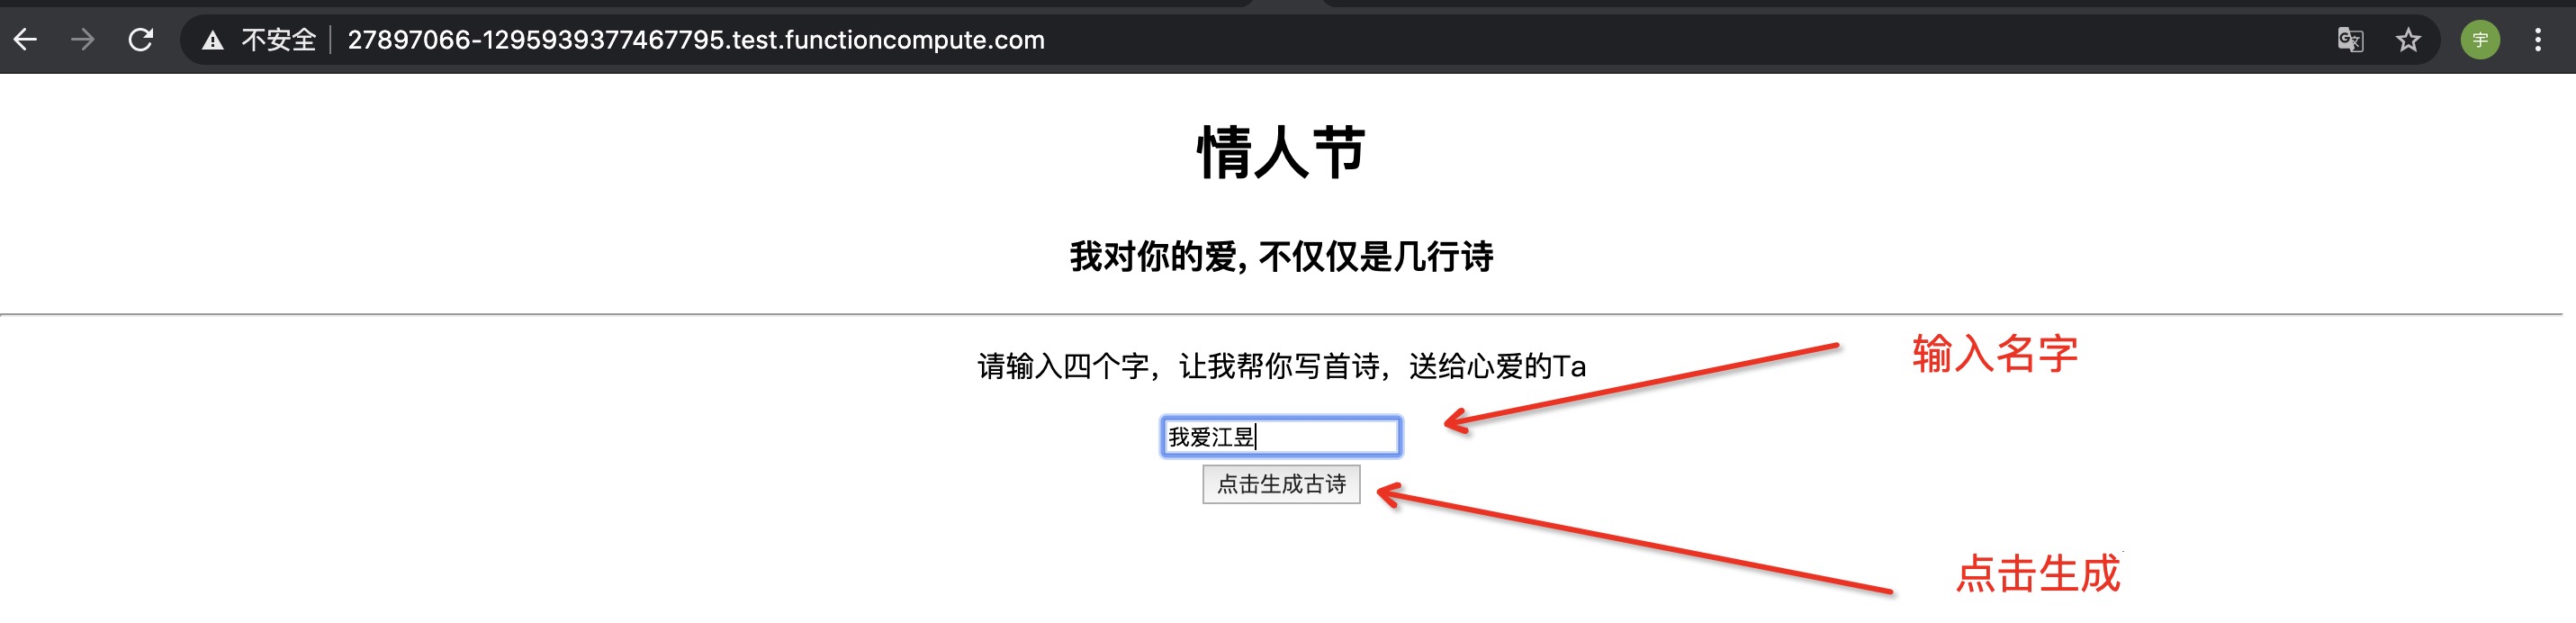 不安全 27897066-1295939377467795.test.functioncompute.com 宇
情人节
我对你的爱, 不仅仅是几行诗
输入名字
请输入四个字，让我帮你写首诗，送给心爱的Ta
我爱江昱
点击生成古诗
点击生成